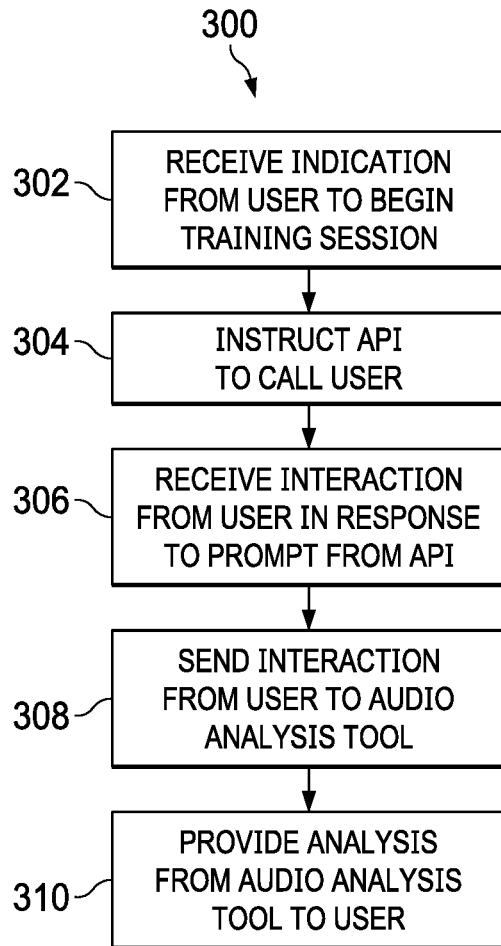 300
302
RECEIVE INDICATION
FROM USER TO BEGIN
TRAINING SESSION
304
INSTRUCT API
TO CALL USER
306
RECEIVE INTERACTION
FROM USER IN RESPONSE
TO PROMPT FROM API
308
SEND INTERACTION
FROM USER TO AUDIO
ANALYSIS TOOL
310
PROVIDE ANALYSIS
FROM AUDIO ANALYSIS
TOOL TO USER